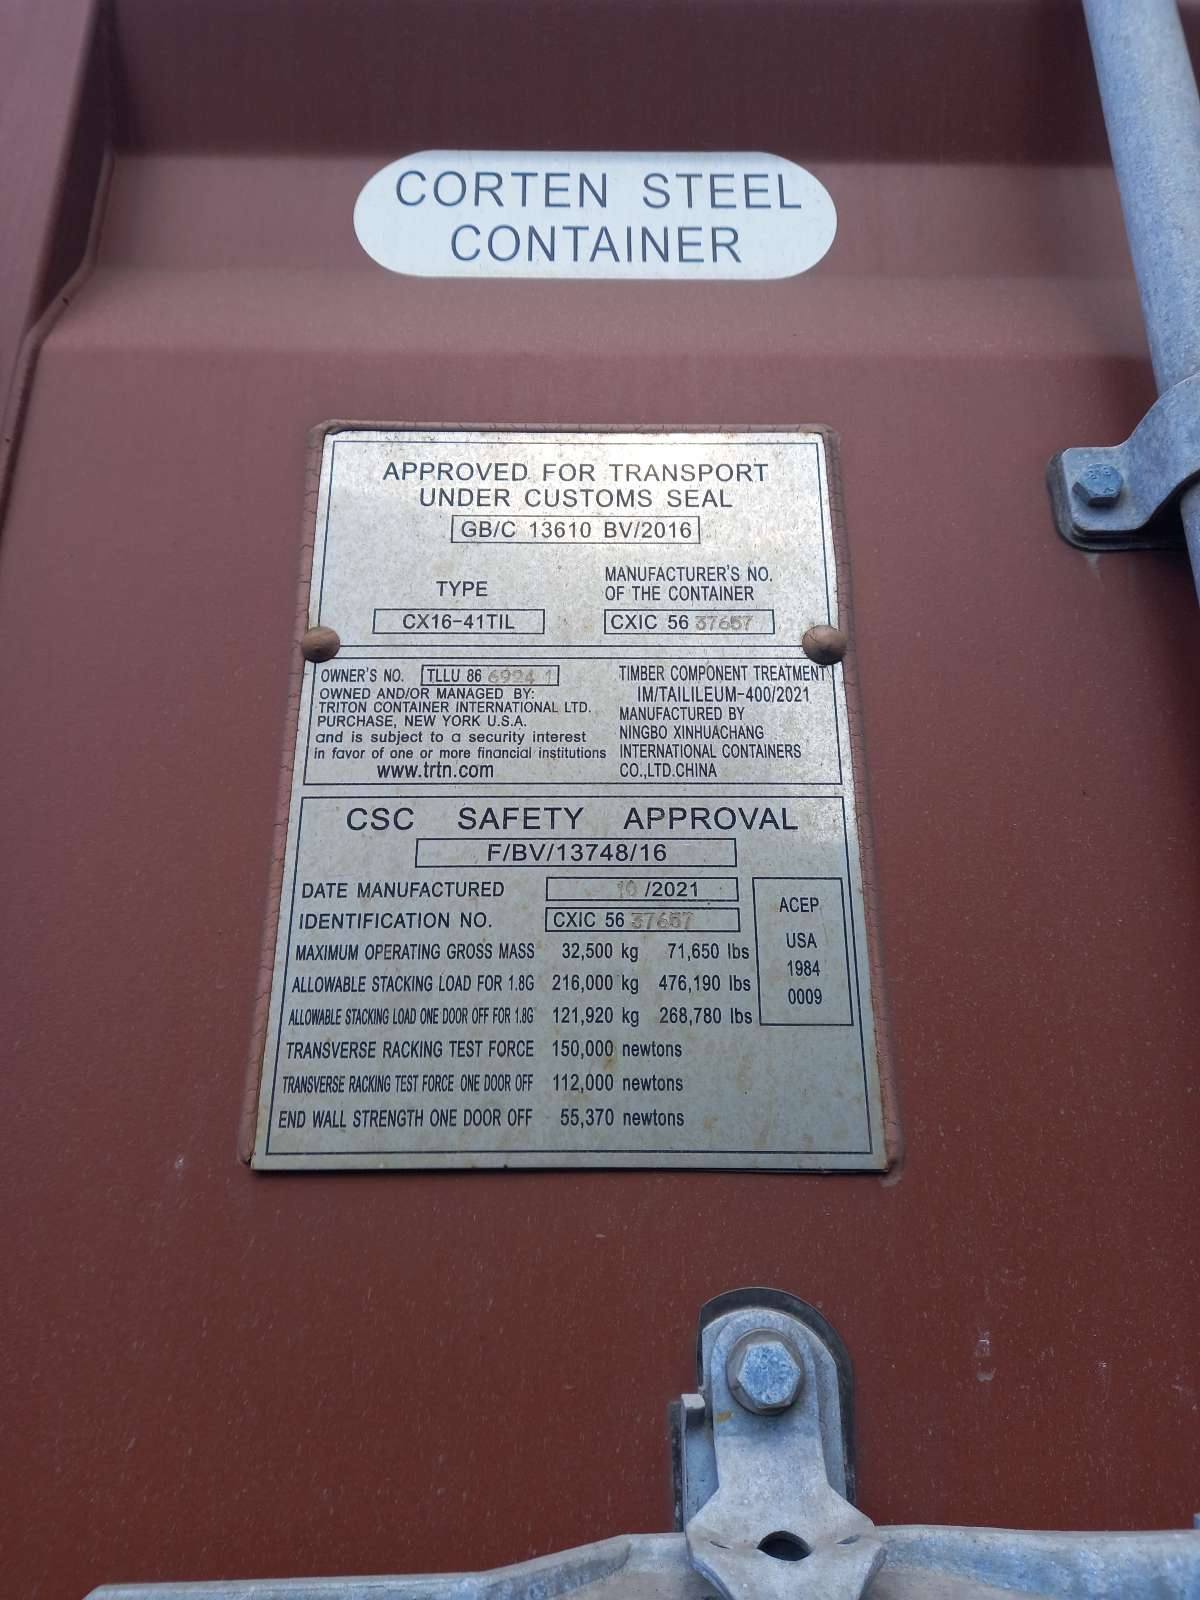 CORTEN STEEL
CONTAINER
APPROVED FOR TRANSPORT
UNDER CUSTOMS SEAL
GB/C 13610 BV/2016
TYPE
CX16-41TIL
MANUFACTURER'S NO.
OF THE CONTAINER
CXIC 56 37657
OWNER'S NO. TLLU 86 6924 1
OWNED AND/OR MANAGED BY:
TRITON CONTAINER INTERNATIONAL LTD.
PURCHASE, NEW YORK U.S.A.
and is subject to a security interest
in favor of one or more financial institutions
www.trtn.com
TIMBER COMPONENT TREATMENT
IM/TAILILEUM-400/2021
MANUFACTURED BY
NINGBO XINHUACHANG
INTERNATIONAL CONTAINERS
CO.,LTD.CHINA
CSC SAFETY APPROVAL
F/BV/13748/16
DATE MANUFACTURED 10 /2021
IDENTIFICATION NO. CXIC 56 37657
MAXIMUM OPERATING GROSS MASS 32,500 kg 71,650 lbs
ALLOWABLE STACKING LOAD FOR 1.8G 216,000 kg 476,190 lbs
ALLOWABLE STACKING LOAD ONE DOOR OFF FOR 1.8G 121,920 kg 268,780 lbs
TRANSVERSE RACKING TEST FORCE 150,000 newtons
TRANSVERSE RACKING TEST FORCE ONE DOOR OFF 112,000 newtons
END WALL STRENGTH ONE DOOR OFF 55,370 newtons
ACEP
USA
1984
0009